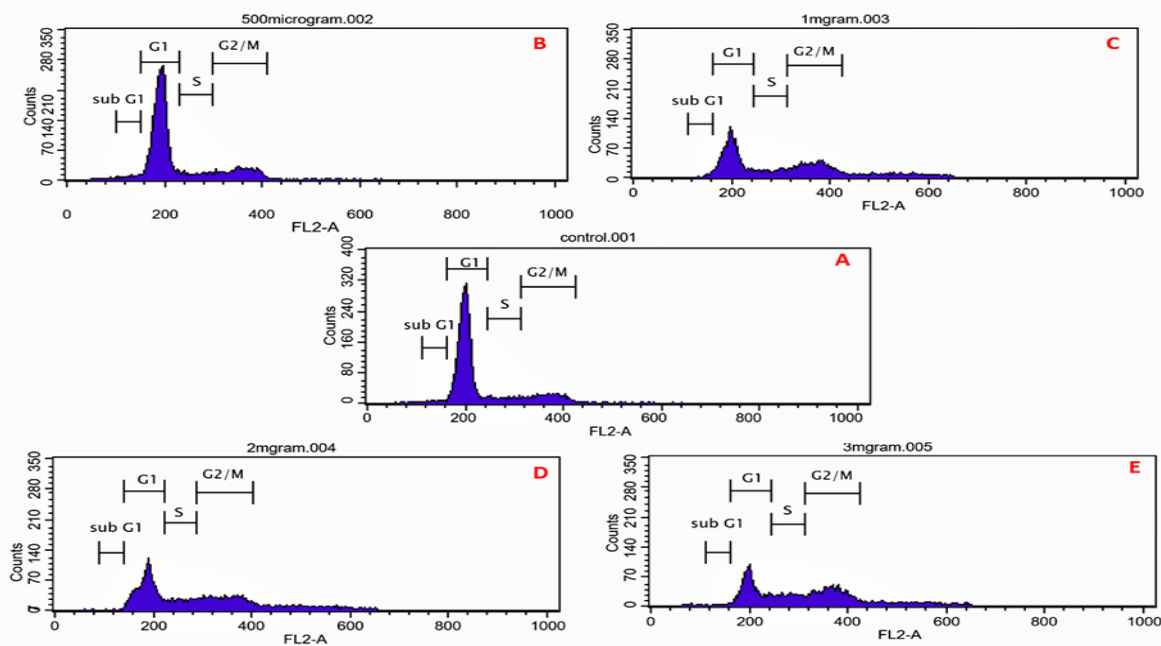 500microgram.002
B
G1
G2/M
S
sub G1
Counts
0 70 140 210 280 350
0 200 400 600 800 1000
FL2-A
1mgram.003
C
G1
G2/M
S
sub G1
Counts
0 70 140 210 280 350
0 200 400 600 800 1000
FL2-A
control.001
A
G1
G2/M
S
sub G1
Counts
0 80 160 240 320 400
0 200 400 600 800 1000
FL2-A
2mgram.004
D
G1
G2/M
S
sub G1
Counts
0 70 140 210 280 350
0 200 400 600 800 1000
FL2-A
3mgram.005
E
G1
G2/M
S
sub G1
Counts
0 70 140 210 280 350
0 200 400 600 800 1000
FL2-A